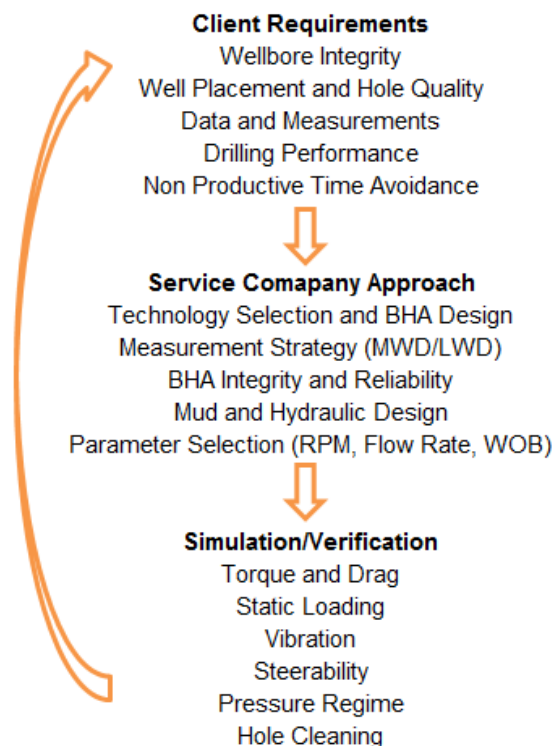 Client Requirements
Wellbore Integrity
Well Placement and Hole Quality
Data and Measurements
Drilling Performance
Non Productive Time Avoidance
Service Comapany Approach
Technology Selection and BHA Design
Measurement Strategy (MWD/LWD)
BHA Integrity and Reliability
Mud and Hydraulic Design
Parameter Selection (RPM, Flow Rate, WOB)
Simulation/Verification
Torque and Drag
Static Loading
Vibration
Steerability
Pressure Regime
Hole Cleaning